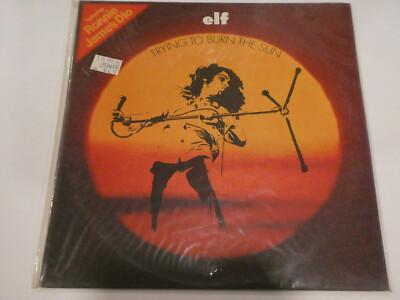 Ronnie
James Dio
elf
TRYING TO BURN THE SUN